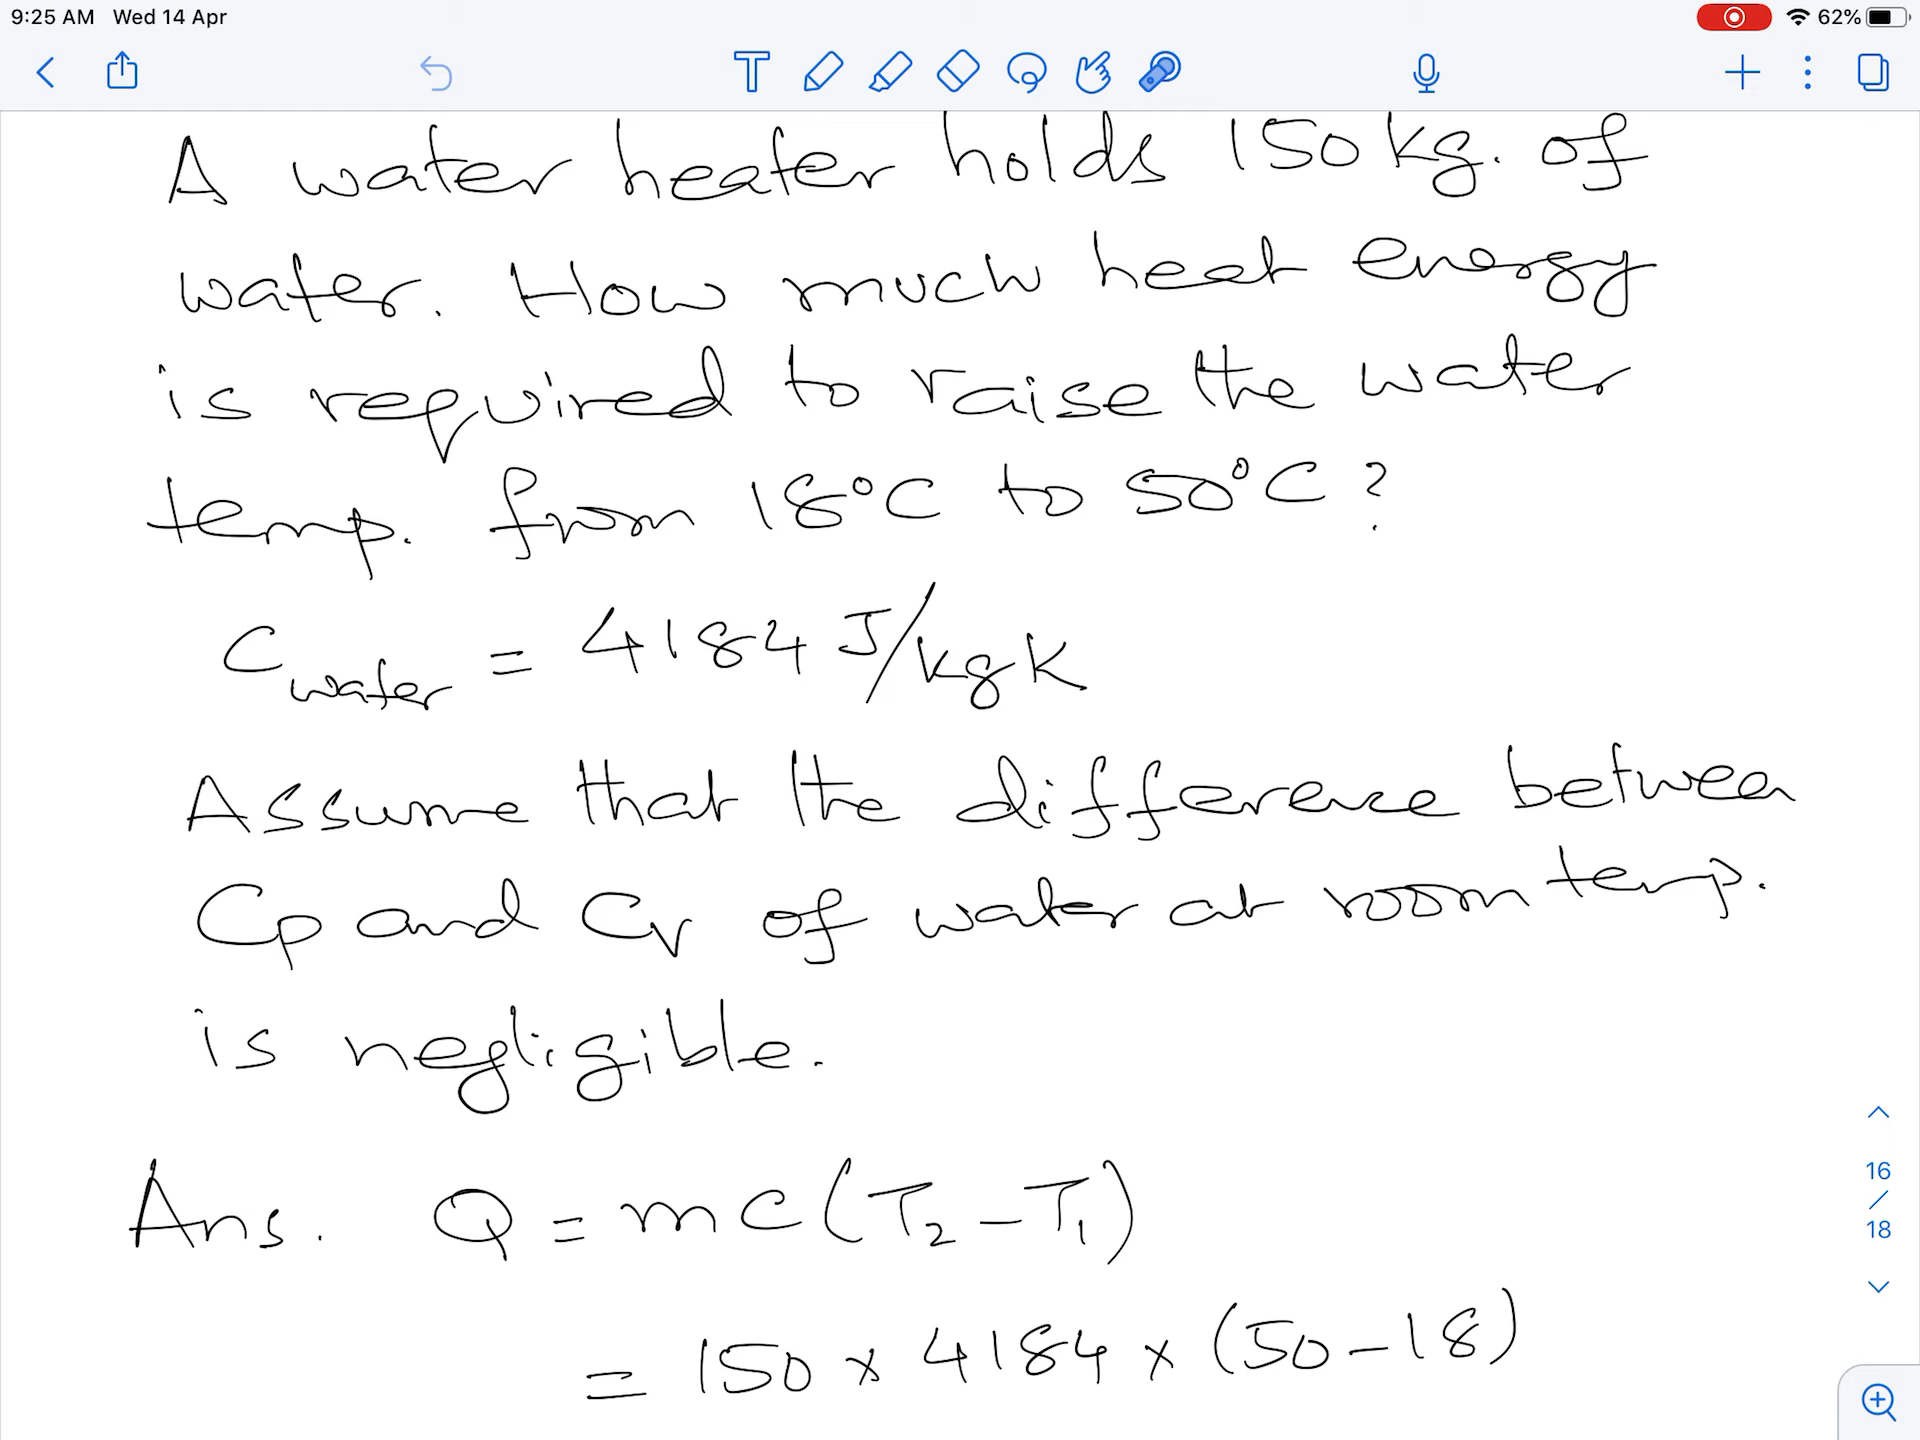 9:25 AM Wed 14 Apr
62%
T
A water heater holds 150 kg. of
water. How much heat energy
is required to raise the water
temp. from 18°C to 50°C?
Cwater = 4184 J/kgK
Assume that the difference between
Cp and Cv of water at room temp.
is negligible.
Ans. Q = mc(T₂-T₁)
= 150 × 4184 × (50-18)
16
/
18